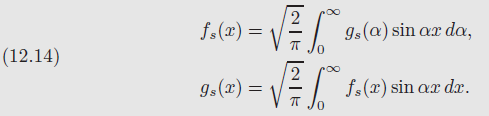 f_s(x) = \sqrt{\frac{2}{\pi}} \int_0^\infty g_s(\alpha) \sin \alpha x \, d\alpha,
(12.14)
g_s(x) = \sqrt{\frac{2}{\pi}} \int_0^\infty f_s(x) \sin \alpha x \, dx.